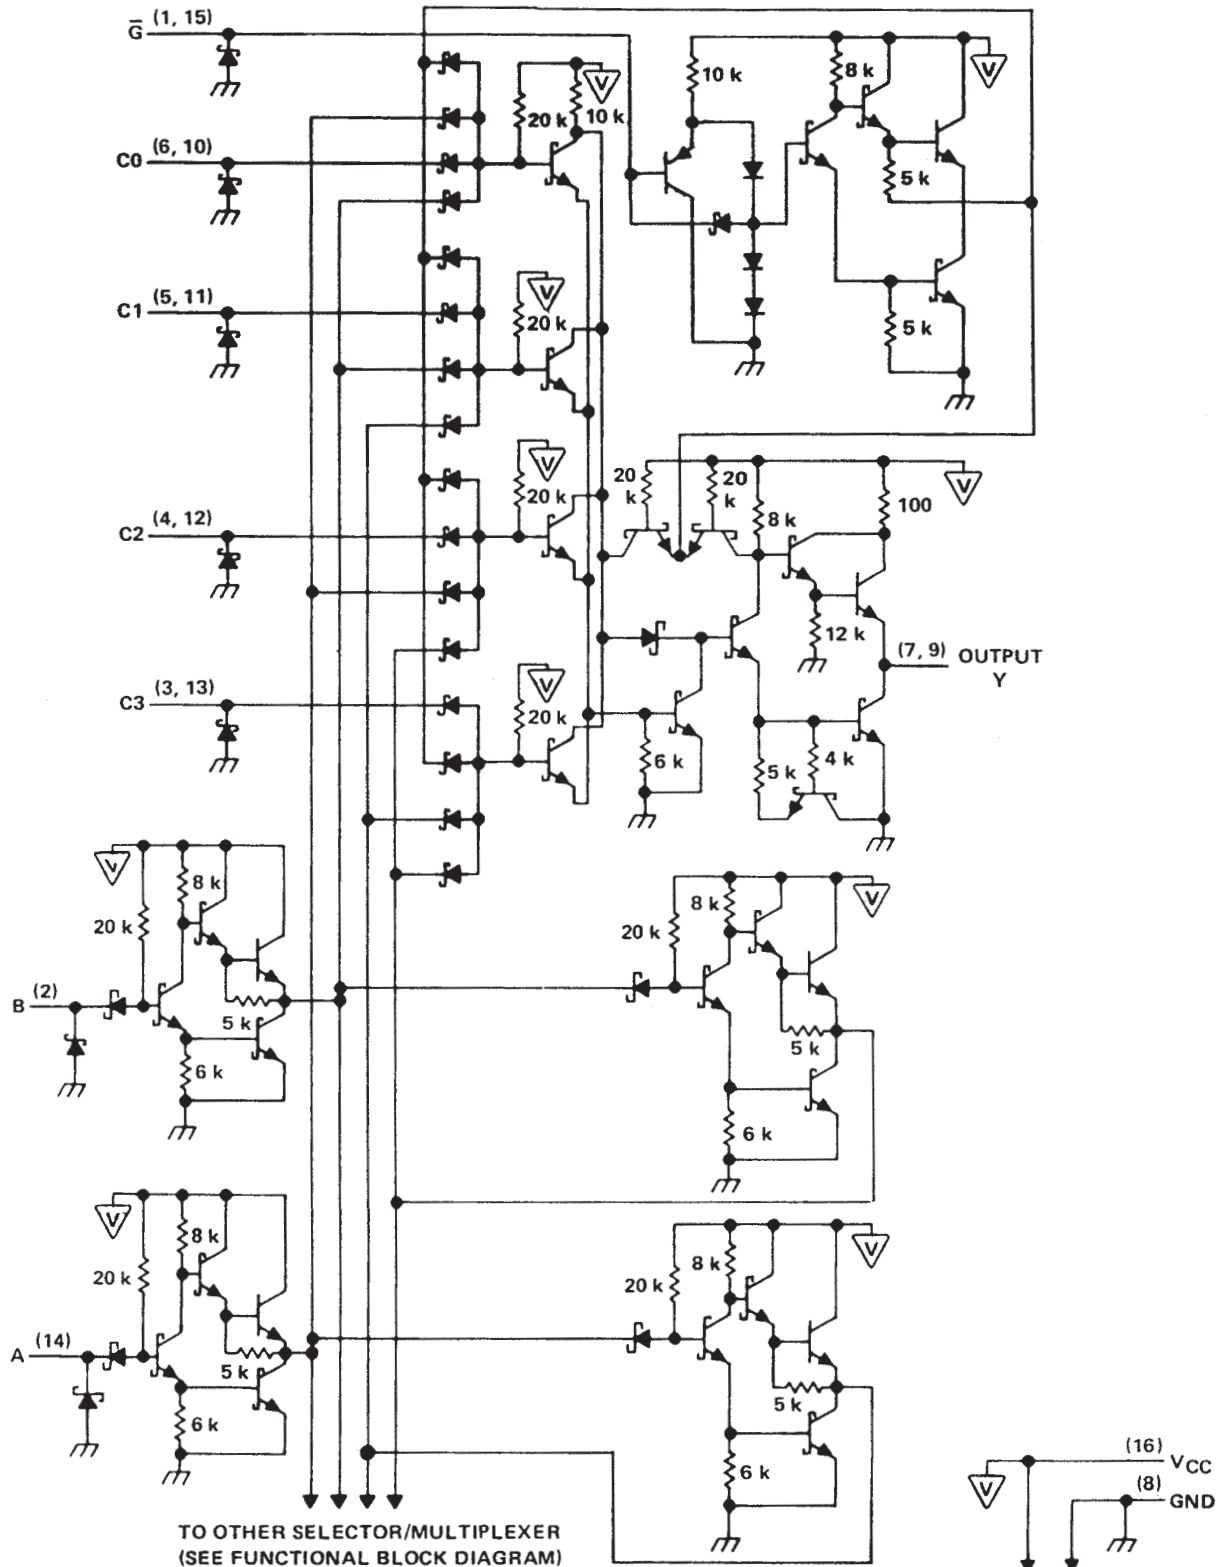 G̅ (1, 15)
10 k
8 k
V
V
20 k
10 k
C0 (6, 10)
5 k
C1 (5, 11)
V
20 k
5 k
V
20 k
20 k
20 k
V
8 k
100
C2 (4, 12)
12 k
(7, 9) OUTPUT Y
C3 (3, 13)
V
20 k
6 k
5 k
4 k
V
8 k
20 k
V
8 k
20 k
B (2)
5 k
6 k
5 k
6 k
V
8 k
20 k
V
8 k
20 k
A (14)
5 k
6 k
5 k
6 k
(16) VCC
V
(8) GND
TO OTHER SELECTOR/MULTIPLEXER
(SEE FUNCTIONAL BLOCK DIAGRAM)